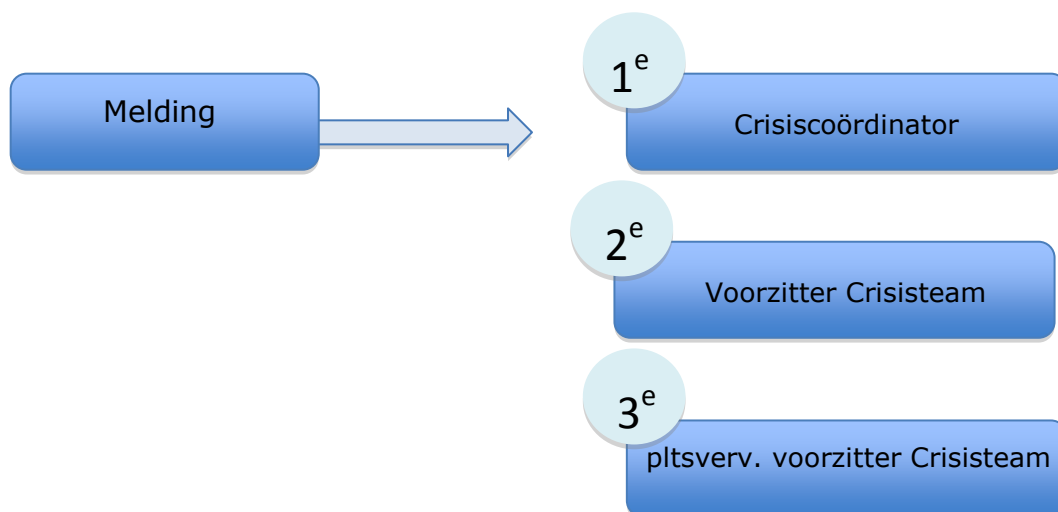 Melding
1e
Crisiscoördinator
2e
Voorzitter Crisisteam
3e
pltsverv. voorzitter Crisisteam